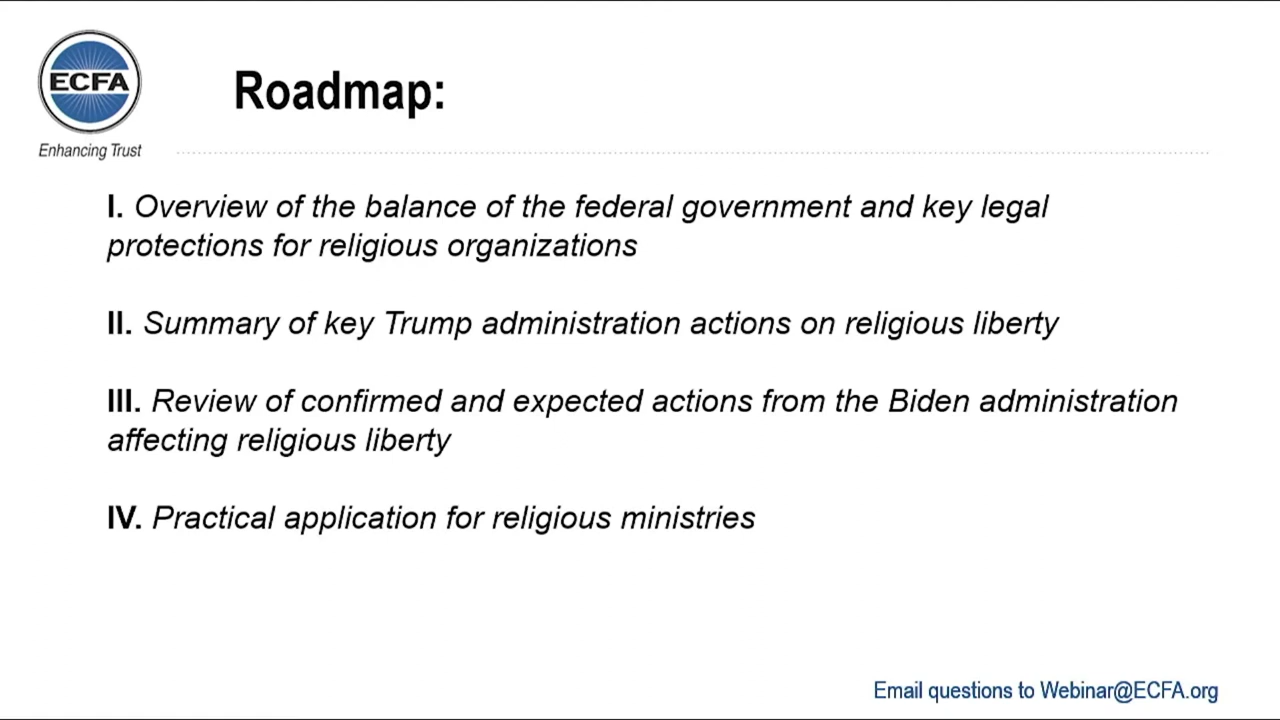 ECFA
Enhancing Trust
Roadmap:
I. Overview of the balance of the federal government and key legal
protections for religious organizations
II. Summary of key Trump administration actions on religious liberty
III. Review of confirmed and expected actions from the Biden administration
affecting religious liberty
IV. Practical application for religious ministries
Email questions to Webinar@ECFA.org